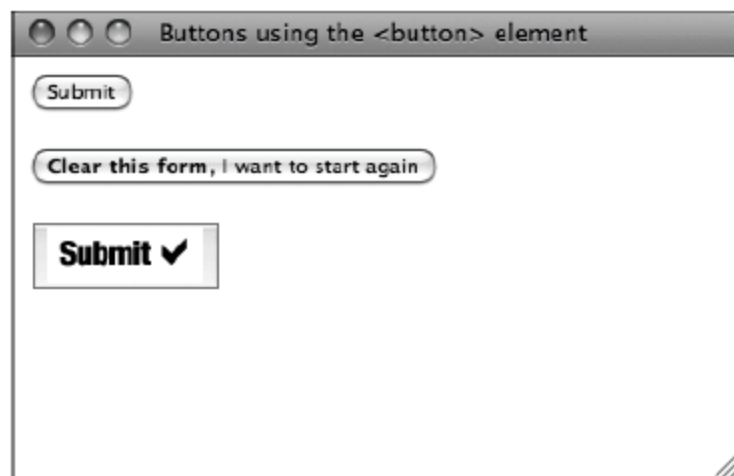 Buttons using the <button> element
Submit
Clear this form, I want to start again
Submit ✔